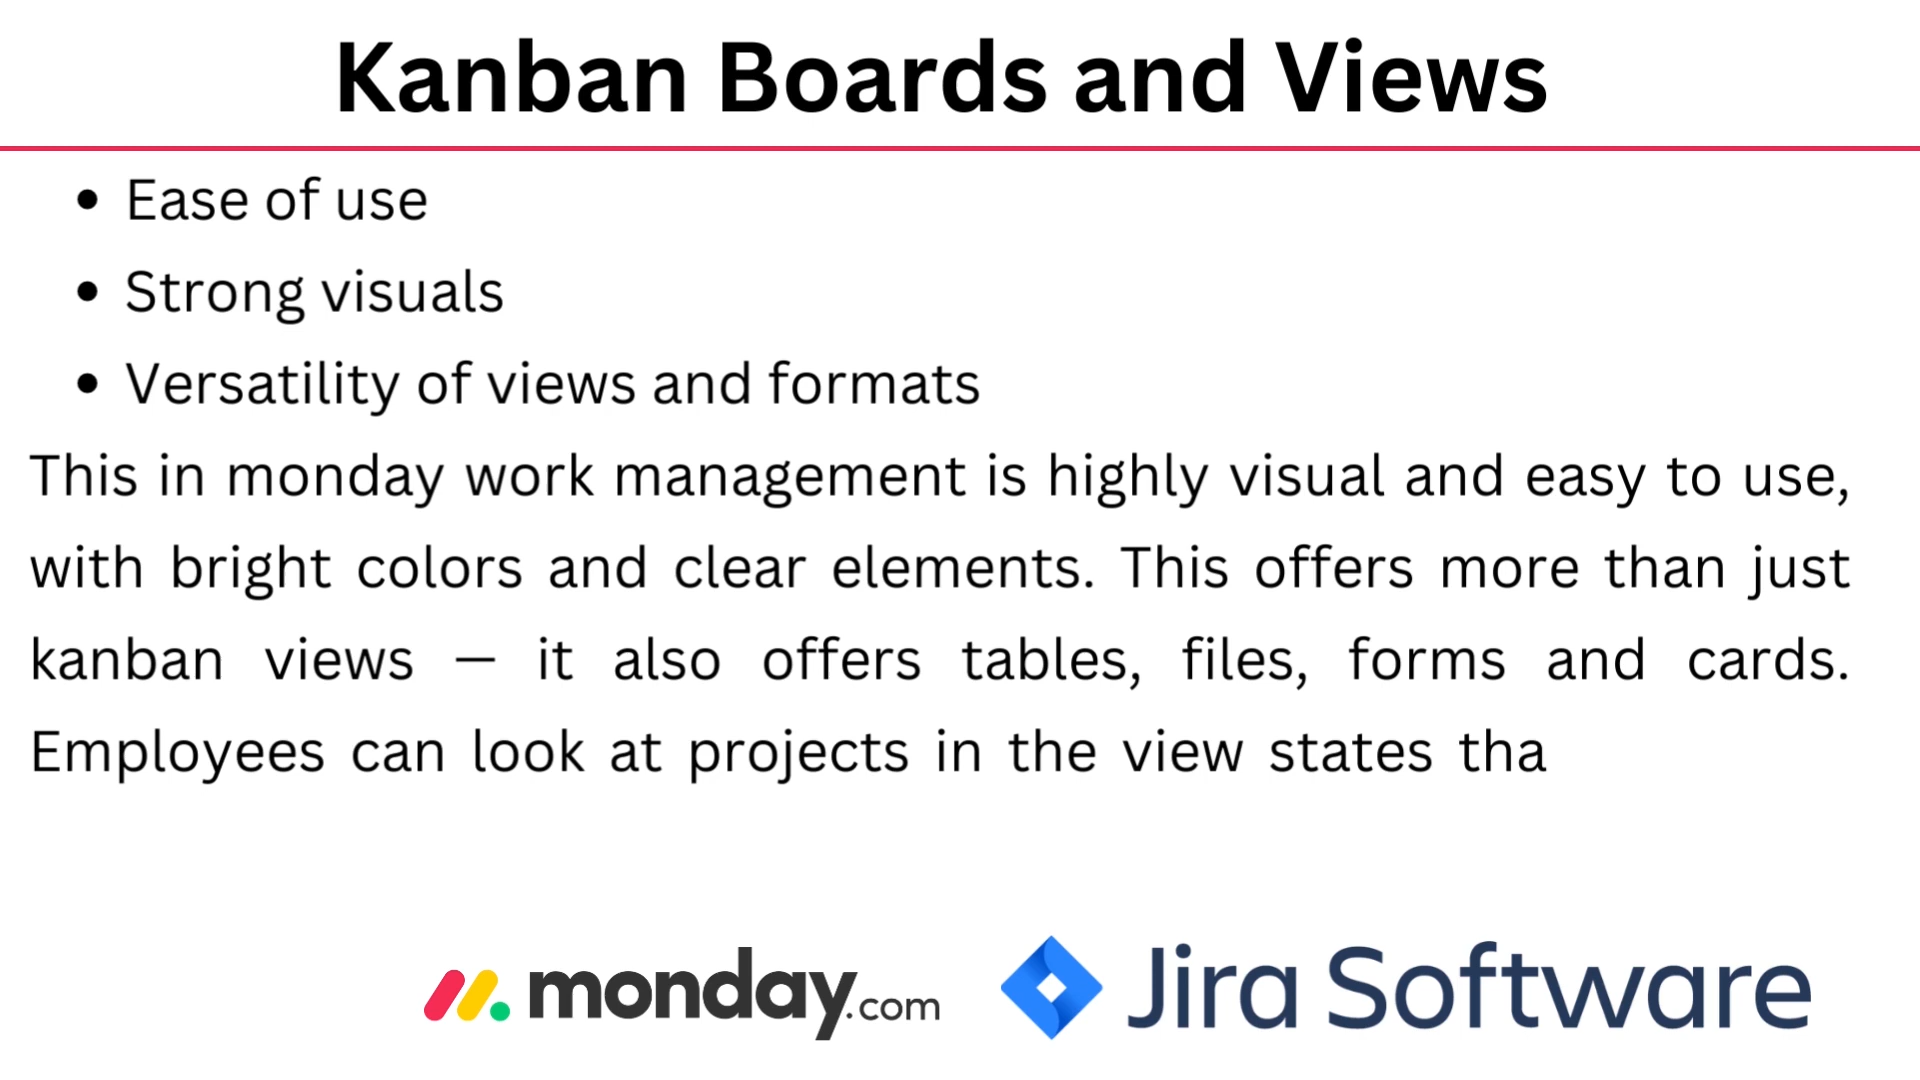 Kanban Boards and Views
• Ease of use
• Strong visuals
• Versatility of views and formats
This in monday work management is highly visual and easy to use,
with bright colors and clear elements. This offers more than just
kanban views — it also offers tables, files, forms and cards.
Employees can look at projects in the view states tha
monday.com
Jira Software